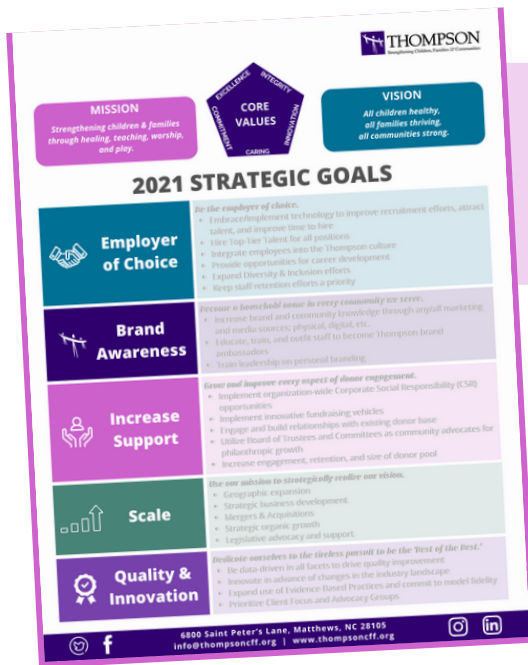 THOMPSON
Strengthening Children, Families & Communities
MISSION
Strengthening children & families
through healing, teaching, worship,
and play.
EXCELLENCE
INTEGRITY
COMMITMENT
CORE
VALUES
INNOVATION
CARING
VISION
All children healthy,
all families thriving,
all communities strong.
2021 STRATEGIC GOALS
Employer
of Choice
Be the employer of choice.
• Embrace/implement technology to improve recruitment efforts, attract
talent, and improve time to hire
• Hire Top-Tier Talent for all positions
• Integrate employees into the Thompson culture
• Provide opportunities for career development
• Expand Diversity & Inclusion efforts
• Keep staff retention efforts a priority
Brand
Awareness
Become a household name in every community we serve.
• Increase brand and community knowledge through any/all marketing
and media sources; physical, digital, etc.
• Educate, train, and outfit staff to become Thompson brand
ambassadors
• Train leadership on personal branding
Increase
Support
Grow and improve every aspect of donor engagement.
• Implement organization-wide Corporate Social Responsibility (CSR)
opportunities
• Implement innovative fundraising vehicles
• Engage and build relationships with existing donor base
• Utilize Board of Trustees and Committees as community advocates for
philanthropic growth
• Increase engagement, retention, and size of donor pool
Scale
Use our mission to strategically realize our vision.
• Geographic expansion
• Strategic business development
• Mergers & Acquisitions
• Strategic organic growth
• Legislative advocacy and support
Quality &
Innovation
Dedicate ourselves to the tireless pursuit to be the 'Best of the Best.'
• Be data-driven in all facets to drive quality improvement
• Innovate in advance of changes in the industry landscape
• Expand use of Evidence-Based Practices and commit to model fidelity
• Prioritize Client Focus and Advocacy Groups
6800 Saint Peter's Lane, Matthews, NC 28105
info@thompsoncff.org | www.thompsoncff.org